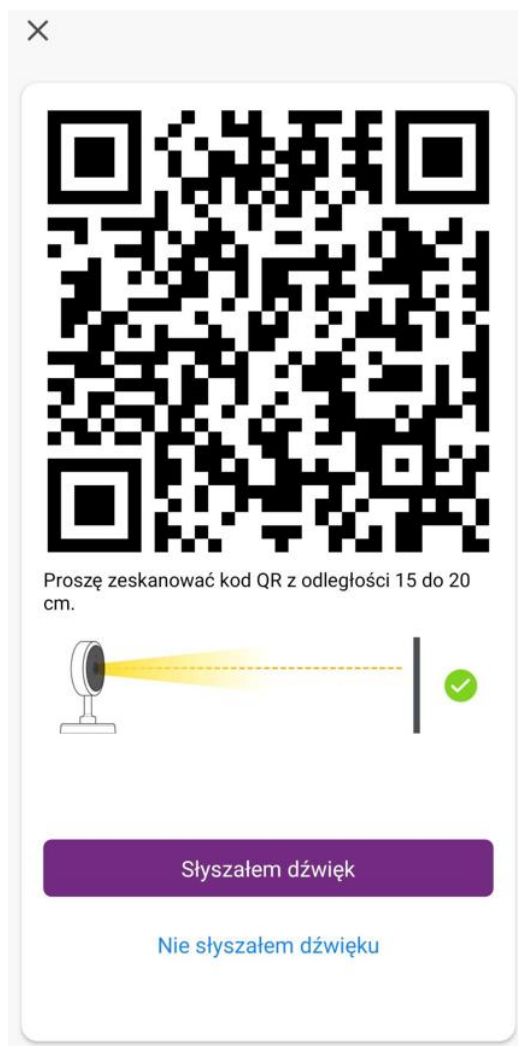 Proszę zeskanować kod QR z odległości 15 do 20
cm.
Słyszałem dźwięk
Nie słyszałem dźwięku